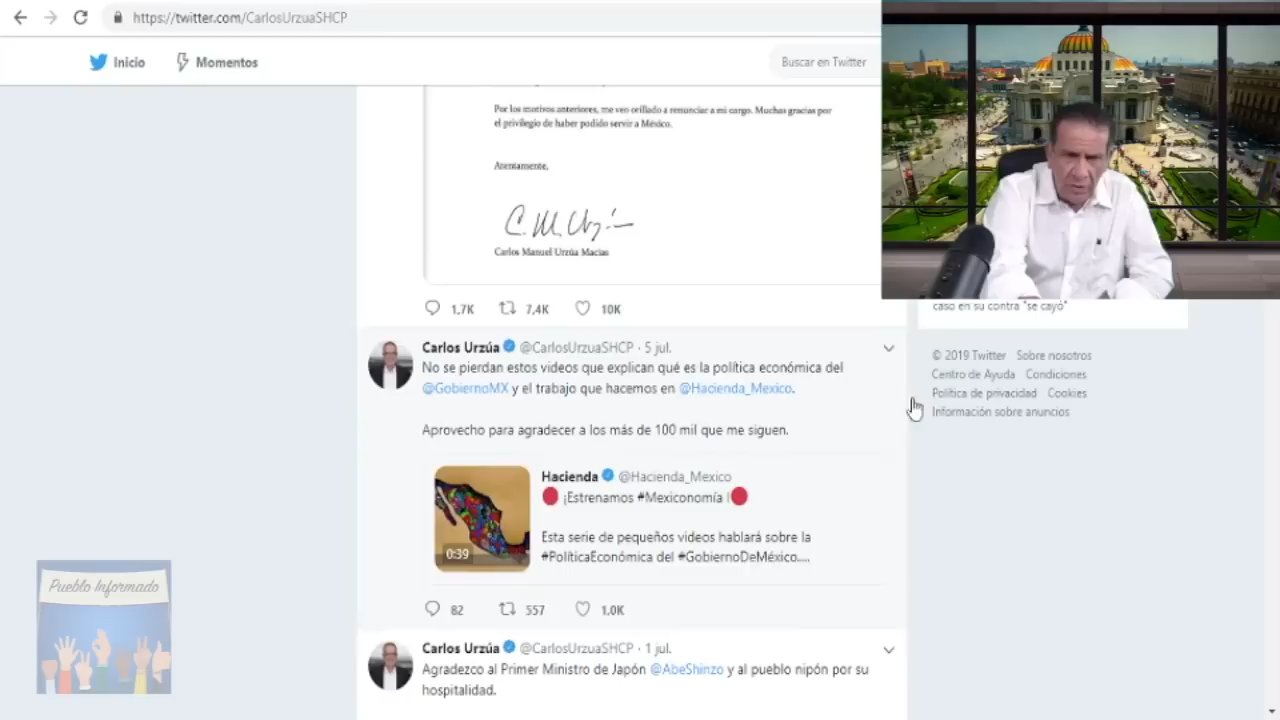 https://twitter.com/CarlosUrzuaSHCP
Inicio
Momentos
Buscar en Twitter
Por los motivos anteriores, me veo orillado a renunciar a mi cargo. Muchas gracias por
el privilegio de haber podido servir a México.
Atentamente,
Carlos Manuel Urzúa Macías
1.7K 7,4K 10K
caso en su contra "se cayó"
Carlos Urzúa @CarlosUrzuaSHCP · 5 jul.
No se pierdan estos videos que explican qué es la política económica del
@GobiernoMX y el trabajo que hacemos en @Hacienda_Mexico.
Aprovecho para agradecer a los más de 100 mil que me siguen.
Hacienda @Hacienda_Mexico
¡Estrenamos #Mexiconomía !
Esta serie de pequeños videos hablará sobre la
#PolíticaEconómica del #GobiernoDeMéxico....
0:39
82 557 1,0K
Carlos Urzúa @CarlosUrzuaSHCP · 1 jul.
Agradezco al Primer Ministro de Japón @AbeShinzo y al pueblo nipón por su
hospitalidad.
© 2019 Twitter Sobre nosotros
Centro de Ayuda Condiciones
Política de privacidad Cookies
Información sobre anuncios
Pueblo Informado